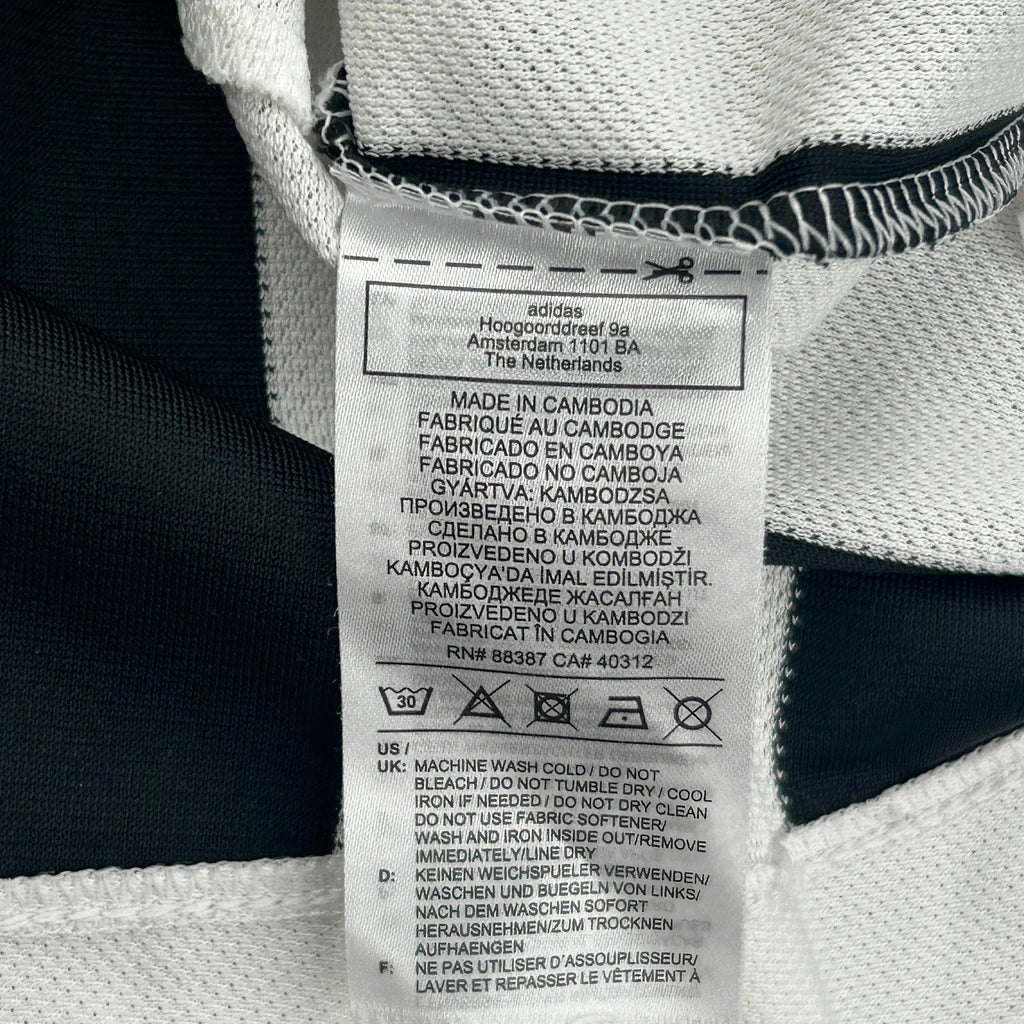 adidas
Hoogoorddreef 9a
Amsterdam 1101 BA
The Netherlands
MADE IN CAMBODIA
FABRIQUÉ AU CAMBODGE
FABRICADO EN CAMBOYA
FABRICADO NO CAMBOJA
GYÁRTVA: KAMBODZSA
ПРОИЗВЕДЕНО В КАМБОДЖА
СДЕЛАНО В КАМБОДЖЕ
PROIZVEDENO U KOMBODŽI
KAMBOÇYA'DA İMAL EDİLMİŞTİR.
КАМБОДЖЕДЕ ЖАСАЛҒАН
PROIZVEDENO U KAMBODZI
FABRICAT ÎN CAMBOGIA
RN# 88387 CA# 40312
30
US /
UK: MACHINE WASH COLD / DO NOT
BLEACH / DO NOT TUMBLE DRY / COOL
IRON IF NEEDED / DO NOT DRY CLEAN
DO NOT USE FABRIC SOFTENER/
WASH AND IRON INSIDE OUT/REMOVE
IMMEDIATELY/LINE DRY
D: KEINEN WEICHSPUELER VERWENDEN/
WASCHEN UND BUEGELN VON LINKS/
NACH DEM WASCHEN SOFORT
HERAUSNEHMEN/ZUM TROCKNEN
AUFHAENGEN
F: NE PAS UTILISER D'ASSOUPLISSEUR/
LAVER ET REPASSER LE VÊTEMENT À